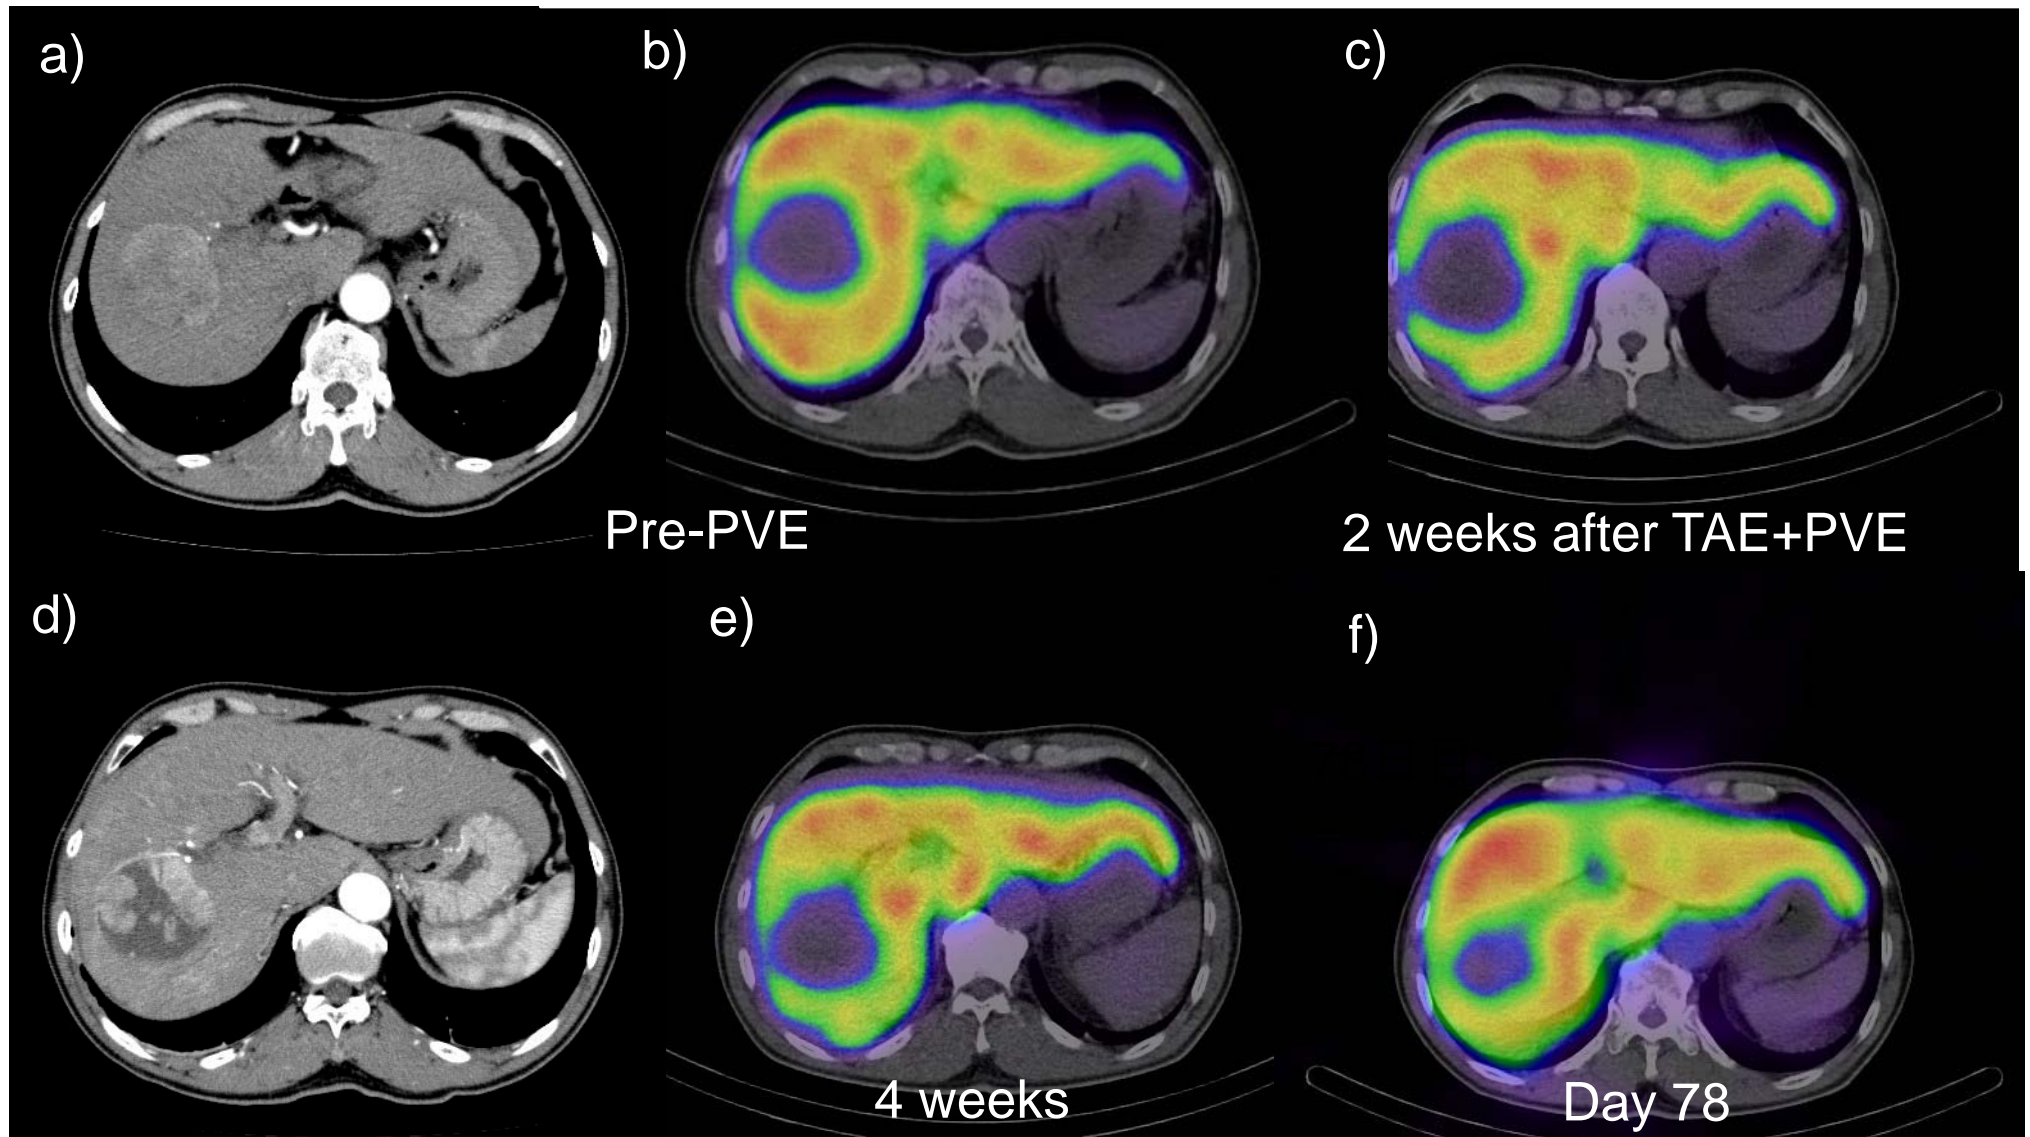 a)
b)
c)
Pre-PVE
2 weeks after TAE+PVE
d)
e)
f)
4 weeks
Day 78